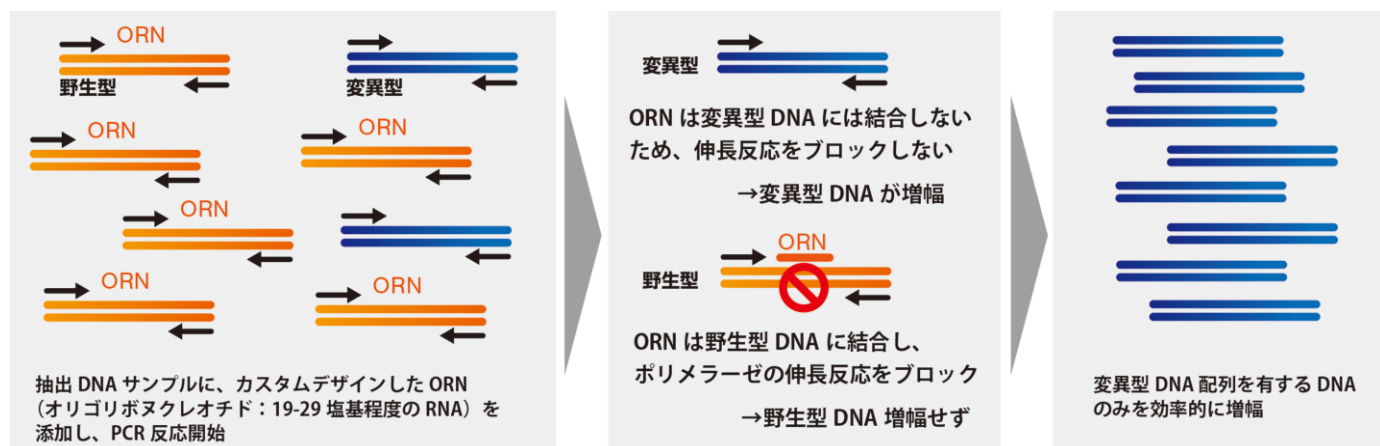 ORN
野生型
変異型
ORN
ORN
ORN
ORN
ORN
抽出 DNA サンプルに、カスタムデザインした ORN
（オリゴリボヌクレオチド：19-29 塩基程度の RNA）を
添加し、PCR 反応開始
変異型
ORN は変異型 DNA には結合しない
ため、伸長反応をブロックしない
→変異型 DNA が増幅
ORN
野生型
ORN は野生型 DNA に結合し、
ポリメラーゼの伸長反応をブロック
→野生型 DNA 増幅せず
変異型 DNA 配列を有する DNA
のみを効率的に増幅